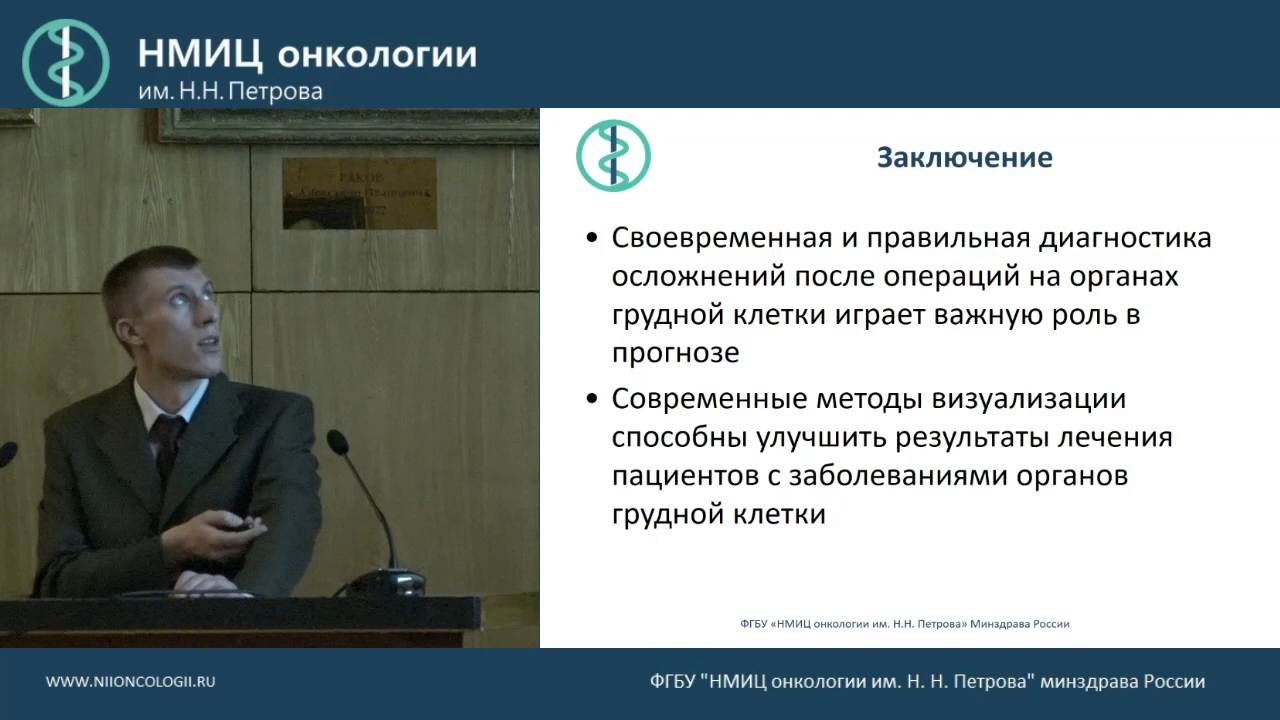 НМИЦ онкологии
им. Н.Н. Петрова
РАКОВ
Заключение
• Своевременная и правильная диагностика
осложнений после операций на органах
грудной клетки играет важную роль в
прогнозе
• Современные методы визуализации
способны улучшить результаты лечения
пациентов с заболеваниями органов
грудной клетки
ФГБУ «НМИЦ онкологии им. Н.Н. Петрова» Минздрава России
WWW.NIIONCOLOGII.RU
ФГБУ "НМИЦ онкологии им. Н. Н. Петрова" минздрава России